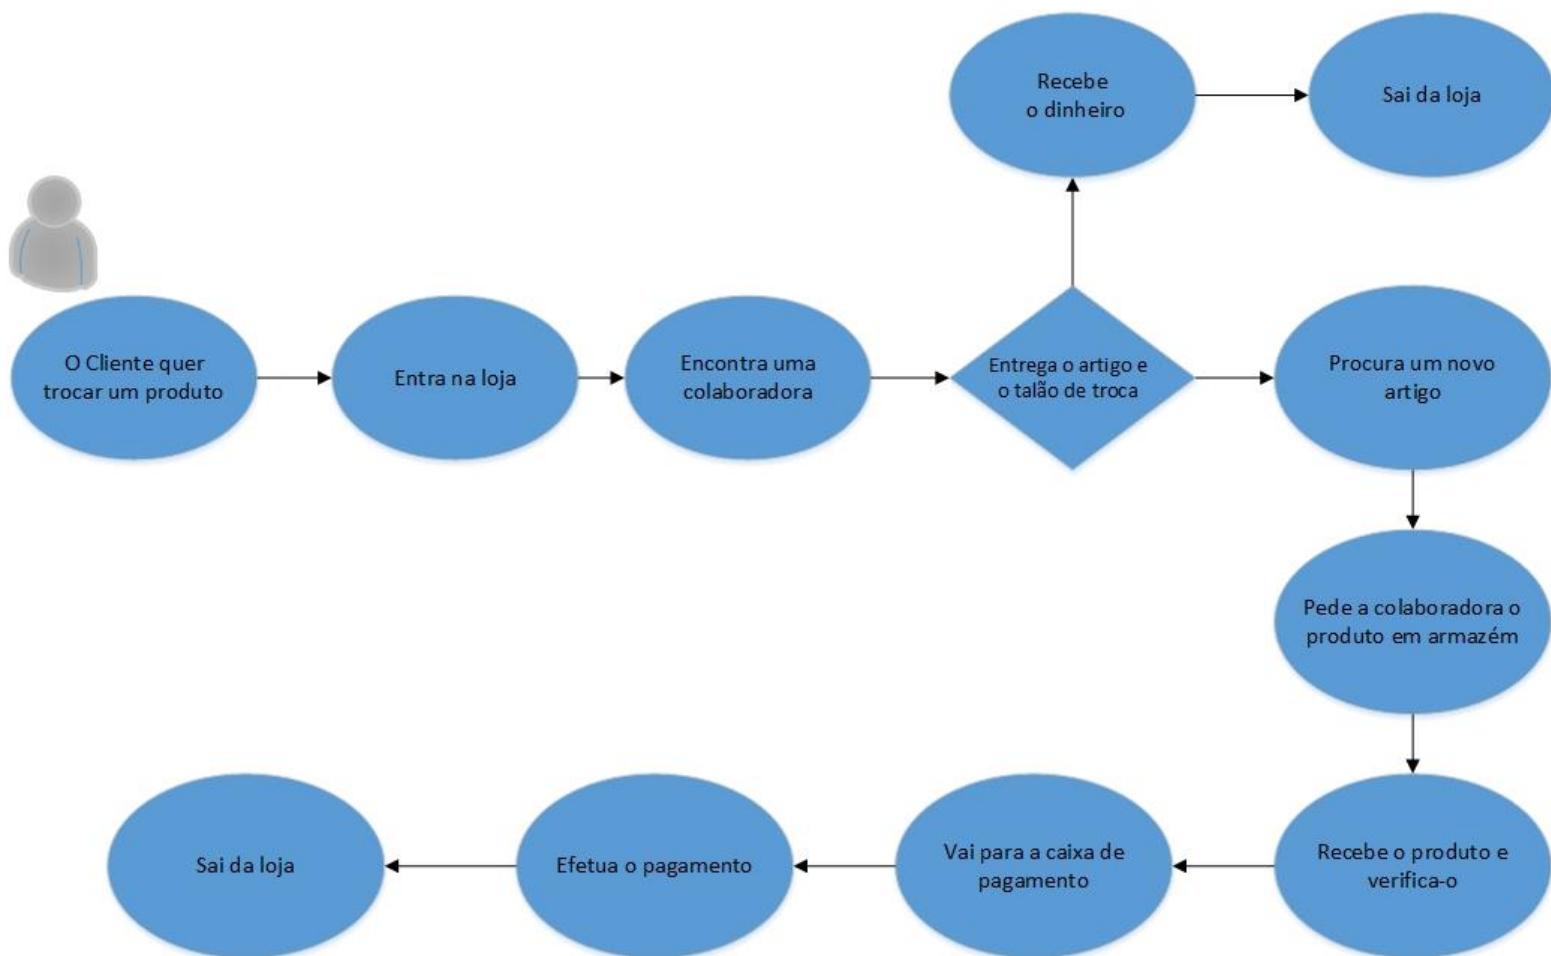 Recebe
o dinheiro
Sai da loja
O Cliente quer
trocar um produto
Entra na loja
Encontra uma
colaboradora
Entrega o artigo e
o talão de troca
Procura um novo
artigo
Pede a colaboradora o
produto em armazém
Recebe o produto e
verifica-o
Vai para a caixa de
pagamento
Efetua o pagamento
Sai da loja